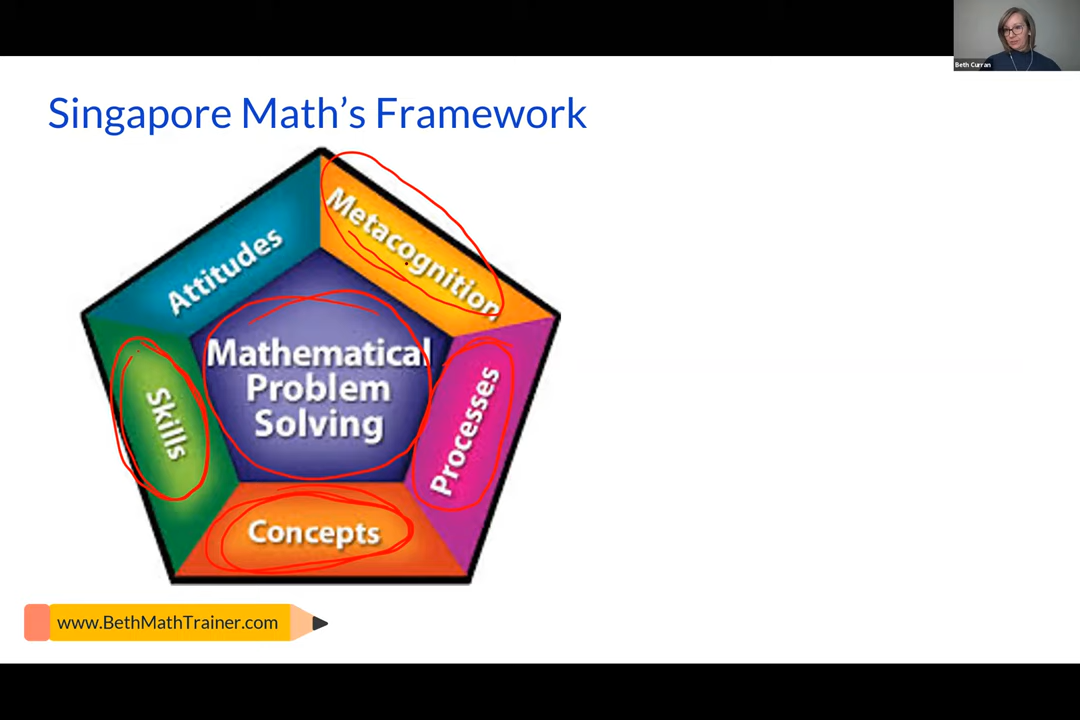 Beth Curran
Singapore Math's Framework
Attitudes
Metacognition
Mathematical
Problem
Solving
Skills
Processes
Concepts
www.BethMathTrainer.com